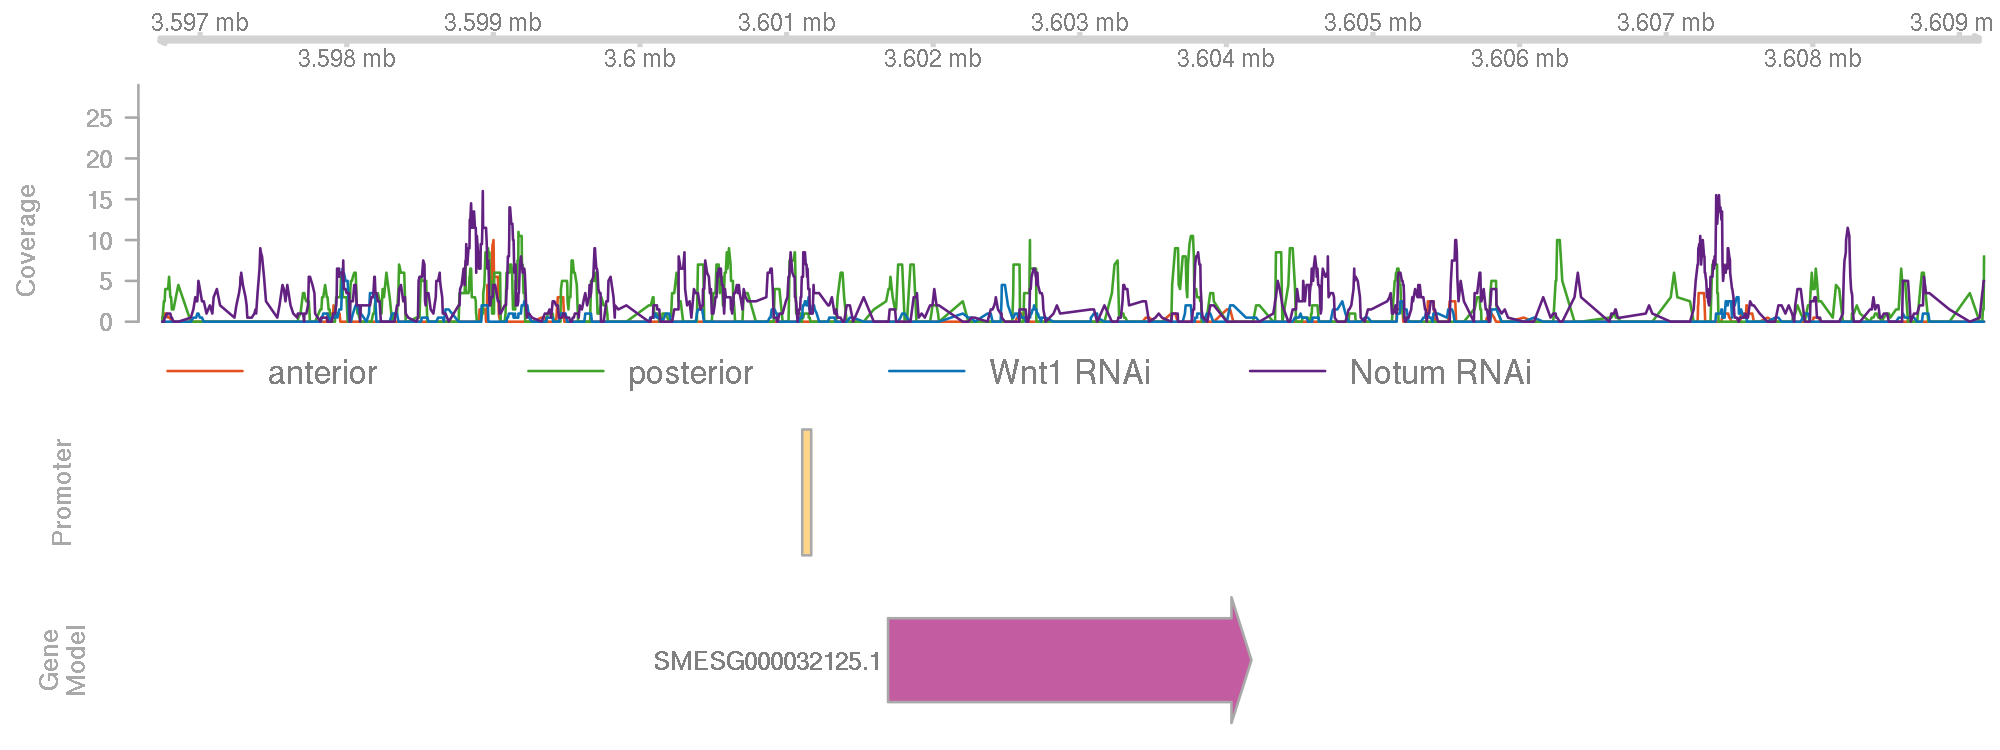 3.597 mb 3.599 mb 3.601 mb 3.603 mb 3.605 mb 3.607 mb 3.609 m
3.598 mb 3.6 mb 3.602 mb 3.604 mb 3.606 mb 3.608 mb
Coverage
25
20
15
10
5
0
anterior posterior Wnt1 RNAi Notum RNAi
Promoter
Gene
Model
SMESG000032125.1